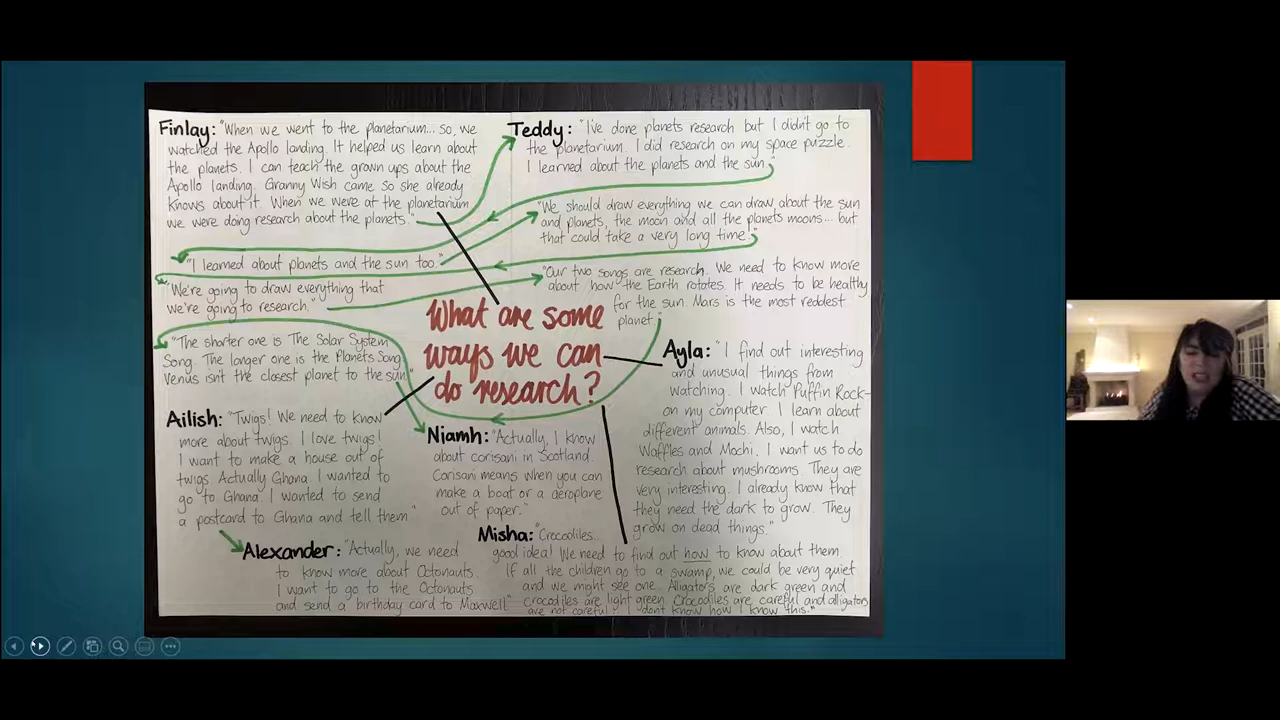 Finlay: "When we went to the planetarium... so, we
watched the Apollo landing. It helped us learn about
the planets. I can teach the grown ups about the
Apollo landing. Granny Wish came so she already
knows about it. When we were at the planetarium
we were doing research about the planets."
Teddy: "I've done planets research but I didn't go to
the planetarium. I did research on my space puzzle.
I learned about the planets and the sun."
"I learned about planets and the sun too."
"We should draw everything we can draw about the sun
and planets, the moon and all the planets moons... but
that could take a very long time!"
"We're going to draw everything that
we're going to research."
"Our two songs are research. We need to know more
about how the Earth rotates. It needs to be healthy
for the sun. Mars is the most reddest
planet."
"The shorter one is The Solar System
Song. The longer one is the Planets Song
Venus isn't the closest planet to the sun."
What are some
ways we can
do research?
Niamh: "Actually, I know
about corisani in Scotland.
Corisani means when you can
make a boat or a aeroplane
out of paper."
Ayla: "I find out interesting
and unusual things from
watching. I watch Puffin Rock
on my computer. I learn about
different animals. Also, I watch
Waffles and Mochi. I want us to do
research about mushrooms. They are
very interesting. I already know that
they need the dark to grow. They
grow on dead things."
Ailish: "Twigs! We need to know
more about twigs. I love twigs!
I want to make a house out of
twigs. Actually Ghana. I wanted to
go to Ghana. I wanted to send
a postcard to Ghana and tell them"
Alexander: "Actually, we need
to know more about Octonauts.
I want to go to the Octonauts
and send a birthday card to Maxwell"
Misha: "Crocodiles...
good idea! We need to find out how to know about them.
If all the children go to a swamp, we could be very quiet
and we might see one. Alligators are dark green and
crocodiles are light green. Crocodiles are careful and alligators
are not careful. I don't know how I know this."